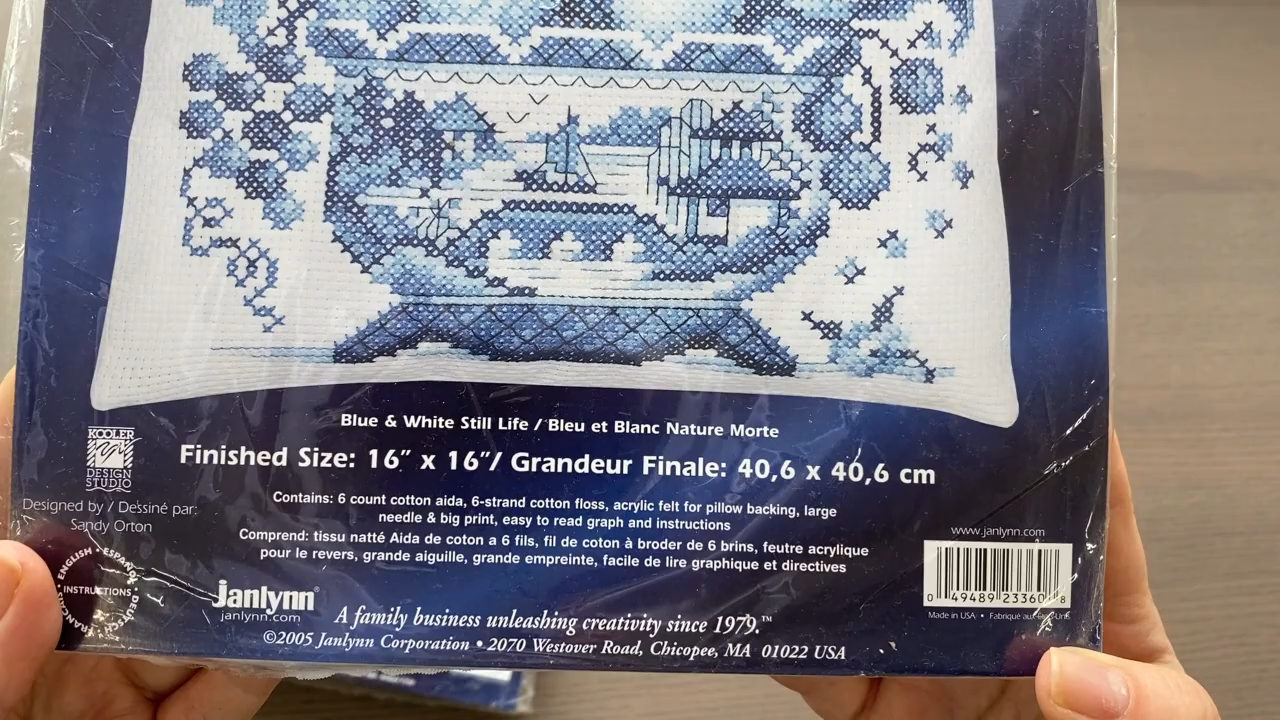 Blue & White Still Life / Bleu et Blanc Nature Morte
Finished Size: 16" x 16"/ Grandeur Finale: 40,6 x 40,6 cm
KOOLER
DESIGN
STUDIO
Designed by / Dessiné par:
Sandy Orton
Contains: 6 count cotton aida, 6-strand cotton floss, acrylic felt for pillow backing, large
needle & big print, easy to read graph and instructions
Comprend: tissu natté Aida de coton a 6 fils, fil de coton à broder de 6 brins, feutre acrylique
pour le revers, grande aiguille, grande empreinte, facile de lire graphique et directives
ENGLISH • ESPAÑOL • DEUTSCH • FRANÇAIS
INSTRUCTIONS
janlynn®
janlynn.com
A family business unleashing creativity since 1979.™
©2005 Janlynn Corporation • 2070 Westover Road, Chicopee, MA 01022 USA
www.janlynn.com
0 49489 23360 8
Made in USA • Fabriqué aux États-Unis